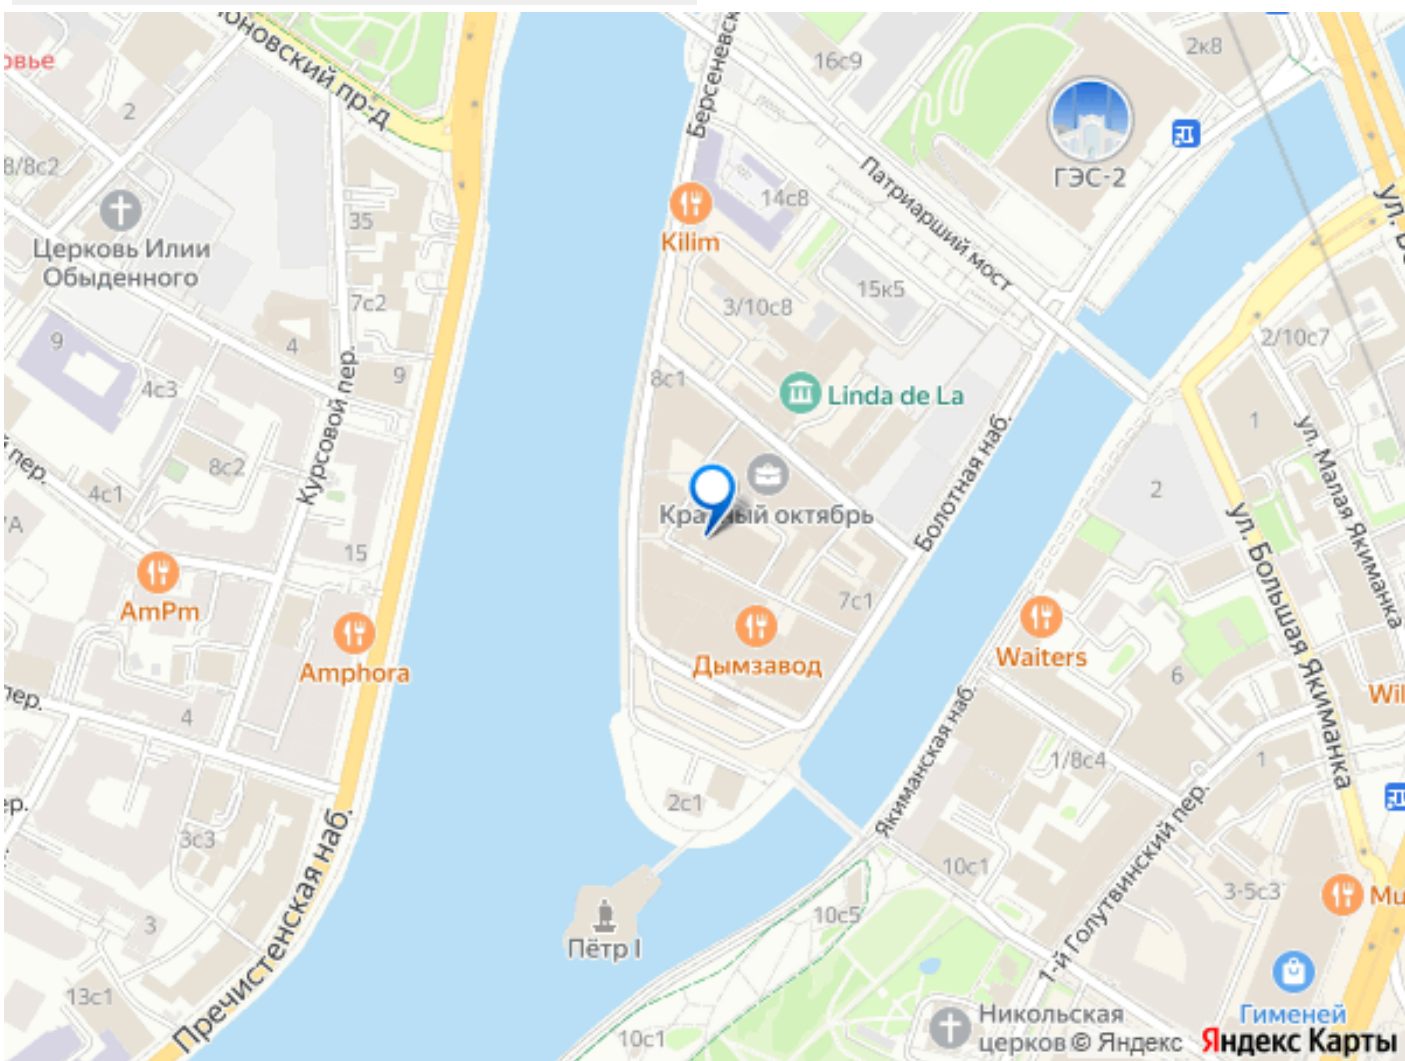 Берсеневск
16с9
2к8
овье
оновский пр-д
2
8/8с2
ГЭС-2
Патриарший мост
14с8
35
Kilim
Церковь Илии
Обыденного
7с2
15к5
3/10с8
2/10с7
9
4
4с3
9
8с1
Linda de La
Курсовой пер.
Болотная наб.
1
ул. Малая Якиманка
пер.
8с2
4с1
Красный октябрь
2
ул. Большая Якиманка
15
AmPm
7с1
Amphora
Дымзавод
Waiters
6
Wil
пер.
4
Якиманская наб.
1/8с4
1
2с1
1-й Голутвинский пер.
3с3
10с1
3-5с3
Mu
Пречистенская наб.
3
10с5
Пётр I
13с1
10с1
Никольская
церков © Яндекс
Гименей
Яндекс Карты